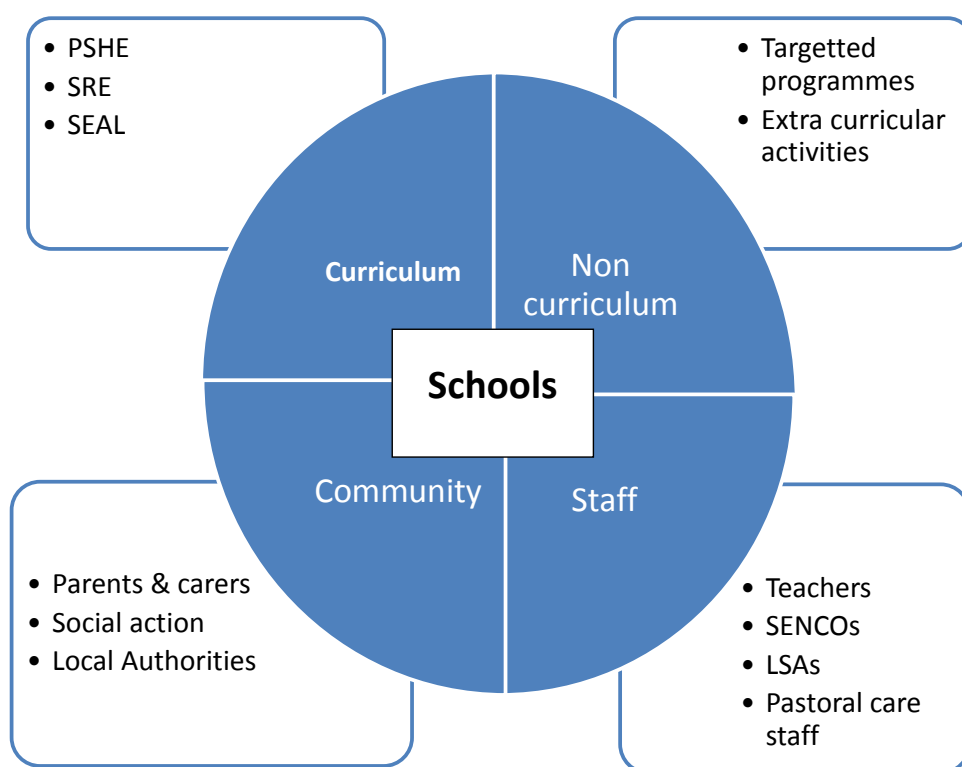 • PSHE
• SRE
• SEAL
• Targetted
programmes
• Extra curricular
activities
Curriculum
Non
curriculum
Schools
Community
Staff
• Parents & carers
• Social action
• Local Authorities
• Teachers
• SENCOs
• LSAs
• Pastoral care
staff